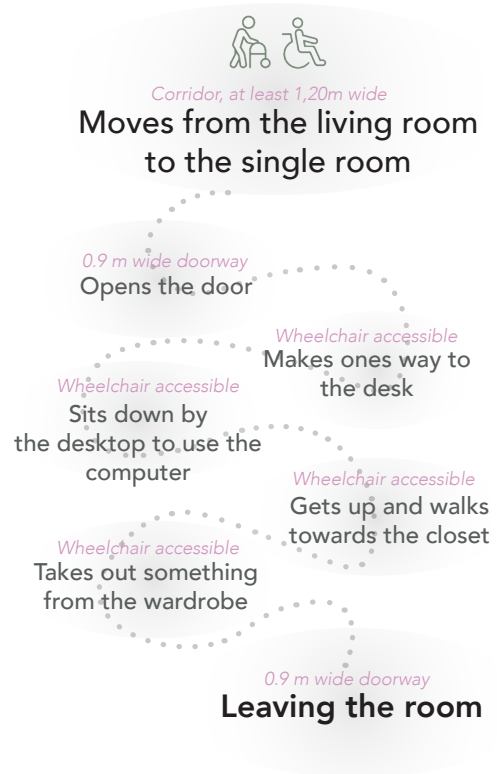 Corridor, at least 1,20m wide
Moves from the living room
to the single room
0.9 m wide doorway
Opens the door
Wheelchair accessible
Makes ones way to
the desk
Wheelchair accessible
Sits down by
the desktop to use the
computer
Wheelchair accessible
Gets up and walks
towards the closet
Wheelchair accessible
Takes out something
from the wardrobe
0.9 m wide doorway
Leaving the room